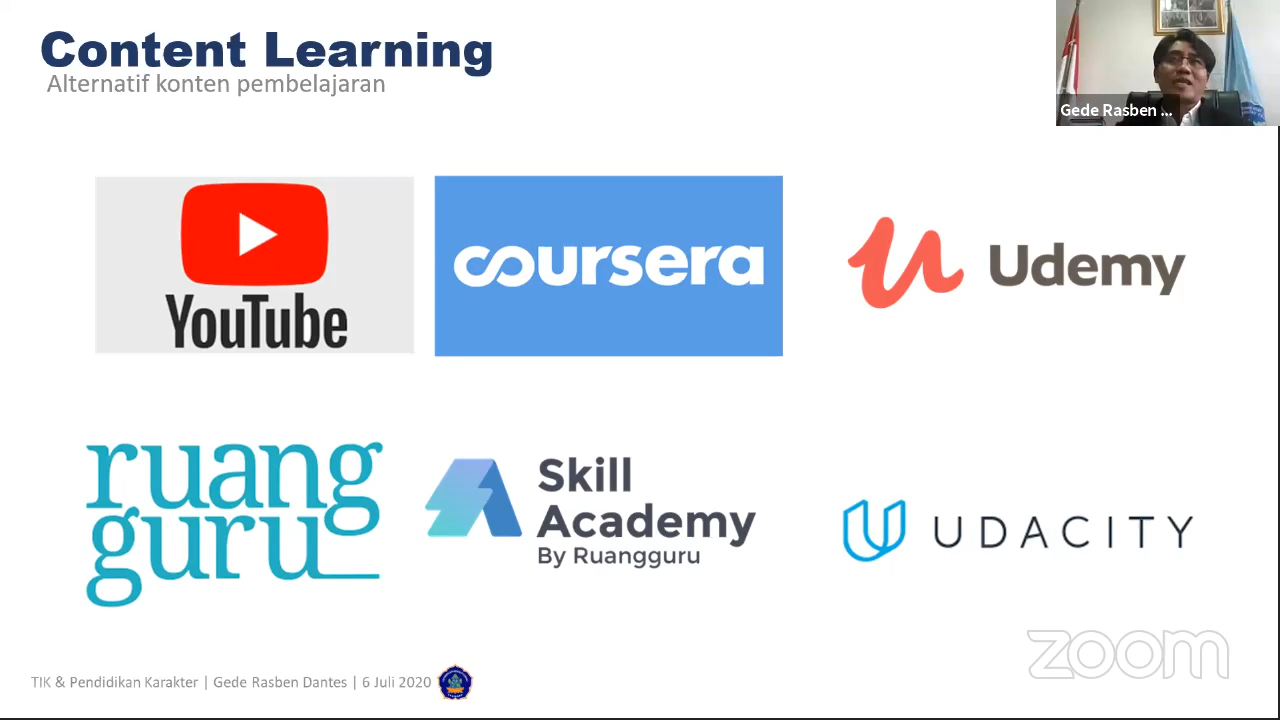 Content Learning
Alternatif konten pembelajaran
Gede Rasben ...
YouTube
coursera
Udemy
ruang
guru
Skill
Academy
By Ruangguru
UDACITY
zoom
TIK & Pendidikan Karakter | Gede Rasben Dantes | 6 Juli 2020